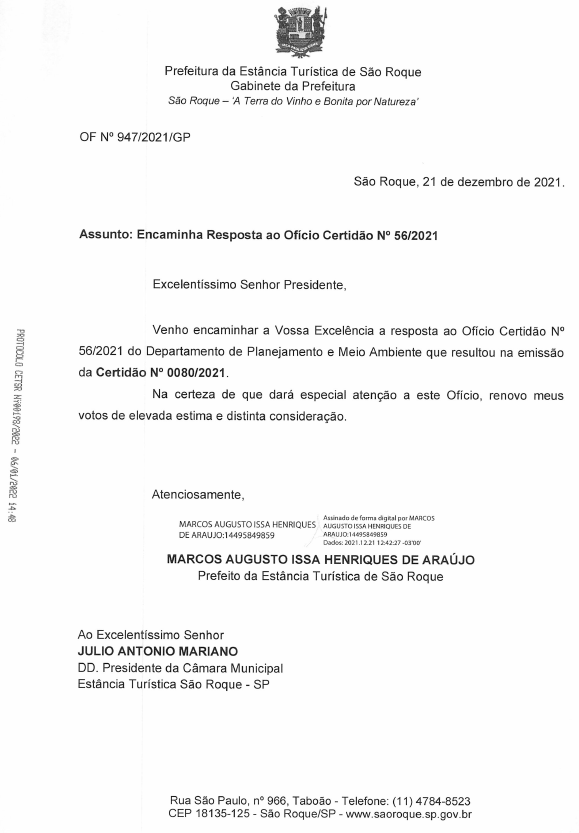 Prefeitura da Estância Turística de São Roque
Gabinete da Prefeitura
São Roque – 'A Terra do Vinho e Bonita por Natureza'
OF Nº 947/2021/GP
São Roque, 21 de dezembro de 2021.
Assunto: Encaminha Resposta ao Ofício Certidão Nº 56/2021
Excelentíssimo Senhor Presidente,
Venho encaminhar a Vossa Excelência a resposta ao Ofício Certidão Nº
56/2021 do Departamento de Planejamento e Meio Ambiente que resultou na emissão
da Certidão Nº 0080/2021.
Na certeza de que dará especial atenção a este Ofício, renovo meus
votos de elevada estima e distinta consideração.
PROTOCOLO CETSR 06/01/2022 14:40
Atenciosamente,
MARCOS AUGUSTO ISSA HENRIQUES
DE ARAUJO:14495849859
Assinado de forma digital por MARCOS
AUGUSTO ISSA HENRIQUES DE
ARAUJO:14495849859
Dados: 2021.12.21 12:42:27 -03'00'
MARCOS AUGUSTO ISSA HENRIQUES DE ARAÚJO
Prefeito da Estância Turística de São Roque
Ao Excelentíssimo Senhor
JULIO ANTONIO MARIANO
DD. Presidente da Câmara Municipal
Estância Turística São Roque - SP
Rua São Paulo, nº 966, Taboão - Telefone: (11) 4784-8523
CEP 18135-125 - São Roque/SP - www.saoroque.sp.gov.br